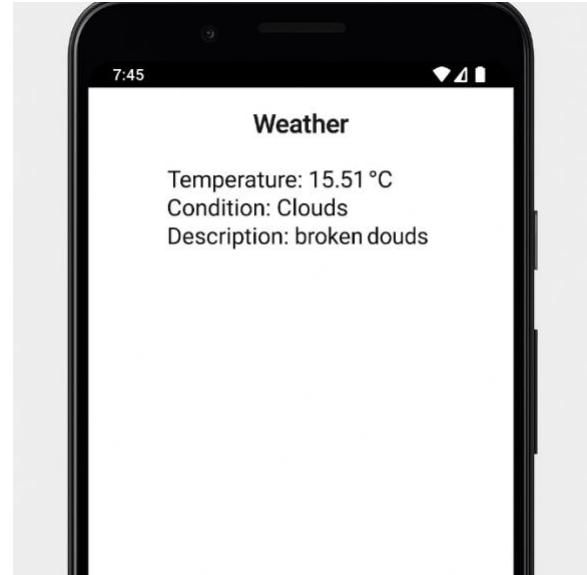 7:45
Weather
Temperature: 15.51 °C
Condition: Clouds
Description: broken douds